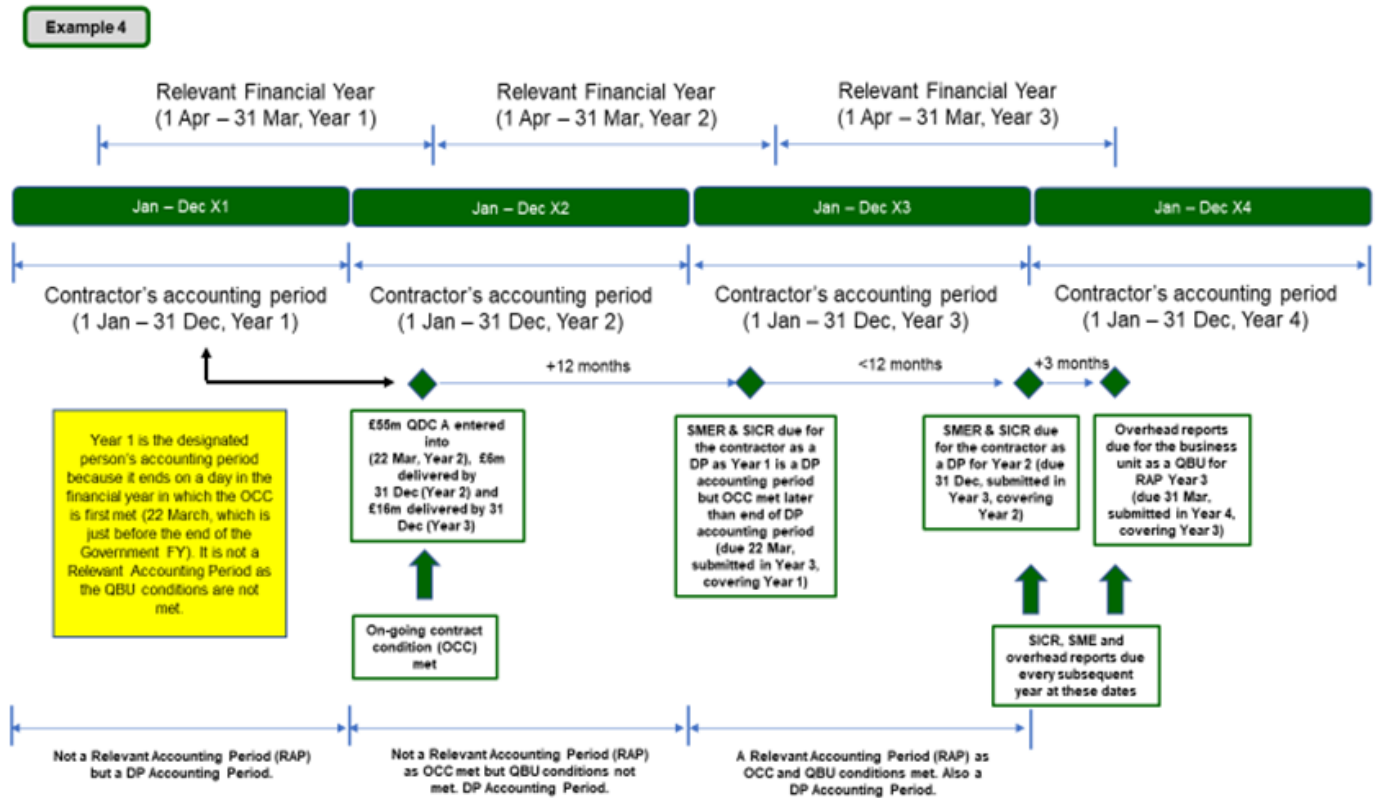 Example 4
Relevant Financial Year
(1 Apr – 31 Mar, Year 1)
Relevant Financial Year
(1 Apr – 31 Mar, Year 2)
Relevant Financial Year
(1 Apr – 31 Mar, Year 3)
Jan – Dec X1
Jan – Dec X2
Jan – Dec X3
Jan – Dec X4
Contractor's accounting period
(1 Jan – 31 Dec, Year 1)
Contractor's accounting period
(1 Jan – 31 Dec, Year 2)
Contractor's accounting period
(1 Jan – 31 Dec, Year 3)
Contractor's accounting period
(1 Jan – 31 Dec, Year 4)
+12 months
<12 months
+3 months
Year 1 is the designated
person's accounting period
because it ends on a day in the
financial year in which the OCC
is first met (22 March, which is
just before the end of the
Government FY). It is not a
Relevant Accounting Period as
the QBU conditions are not
met.
£55m QDC A entered
into
(22 Mar, Year 2), £6m
delivered by
31 Dec (Year 2) and
£16m delivered by 31
Dec (Year 3)
SMER & SICR due for
the contractor as a
DP as Year 1 is a DP
accounting period
but OCC met later
than end of DP
accounting period
(due 22 Mar,
submitted in Year 3,
covering Year 1)
SMER & SICR due
for the contractor as
a DP for Year 2 (due
31 Dec, submitted in
Year 3, covering
Year 2)
Overhead reports
due for the business
unit as a QBU for
RAP Year 3
(due 31 Mar,
submitted in Year 4,
covering Year 3)
On-going contract
condition (OCC)
met
SICR, SME and
overhead reports due
every subsequent
year at these dates
Not a Relevant Accounting Period (RAP)
but a DP Accounting Period.
Not a Relevant Accounting Period (RAP)
as OCC met but QBU conditions not
met. DP Accounting Period.
A Relevant Accounting Period (RAP) as
OCC and QBU conditions met. Also a
DP Accounting Period.